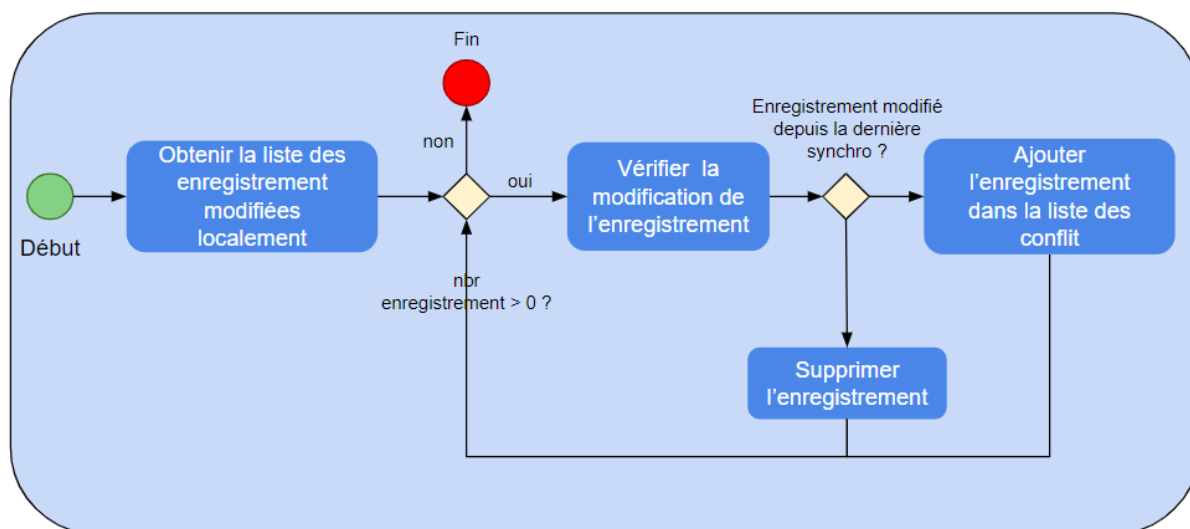 Fin
Enregistrement modifié
depuis la dernière
synchro ?
non
Obtenir la liste des
enregistrement
modifiées
localement
oui
Vérifier la
modification de
l'enregistrement
Ajouter
l'enregistrement
dans la liste des
conflit
Début
nbr
enregistrement > 0 ?
Supprimer
l'enregistrement